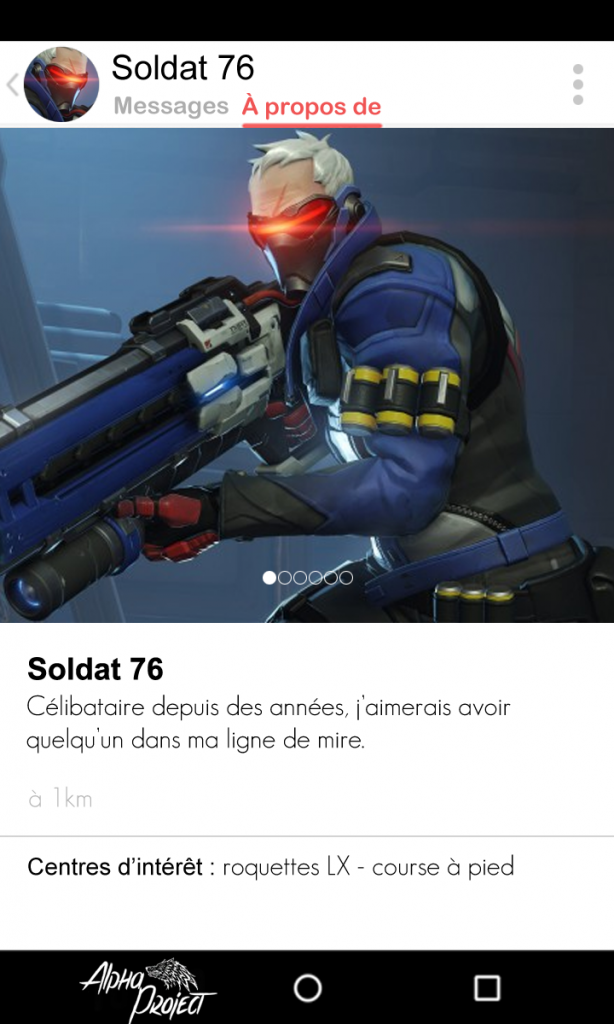 Soldat 76
Messages À propos de
Soldat 76
Célibataire depuis des années, j'aimerais avoir
quelqu'un dans ma ligne de mire.
à 1km
Centres d'intérêt : roquettes LX - course à pied
Alpha
Project